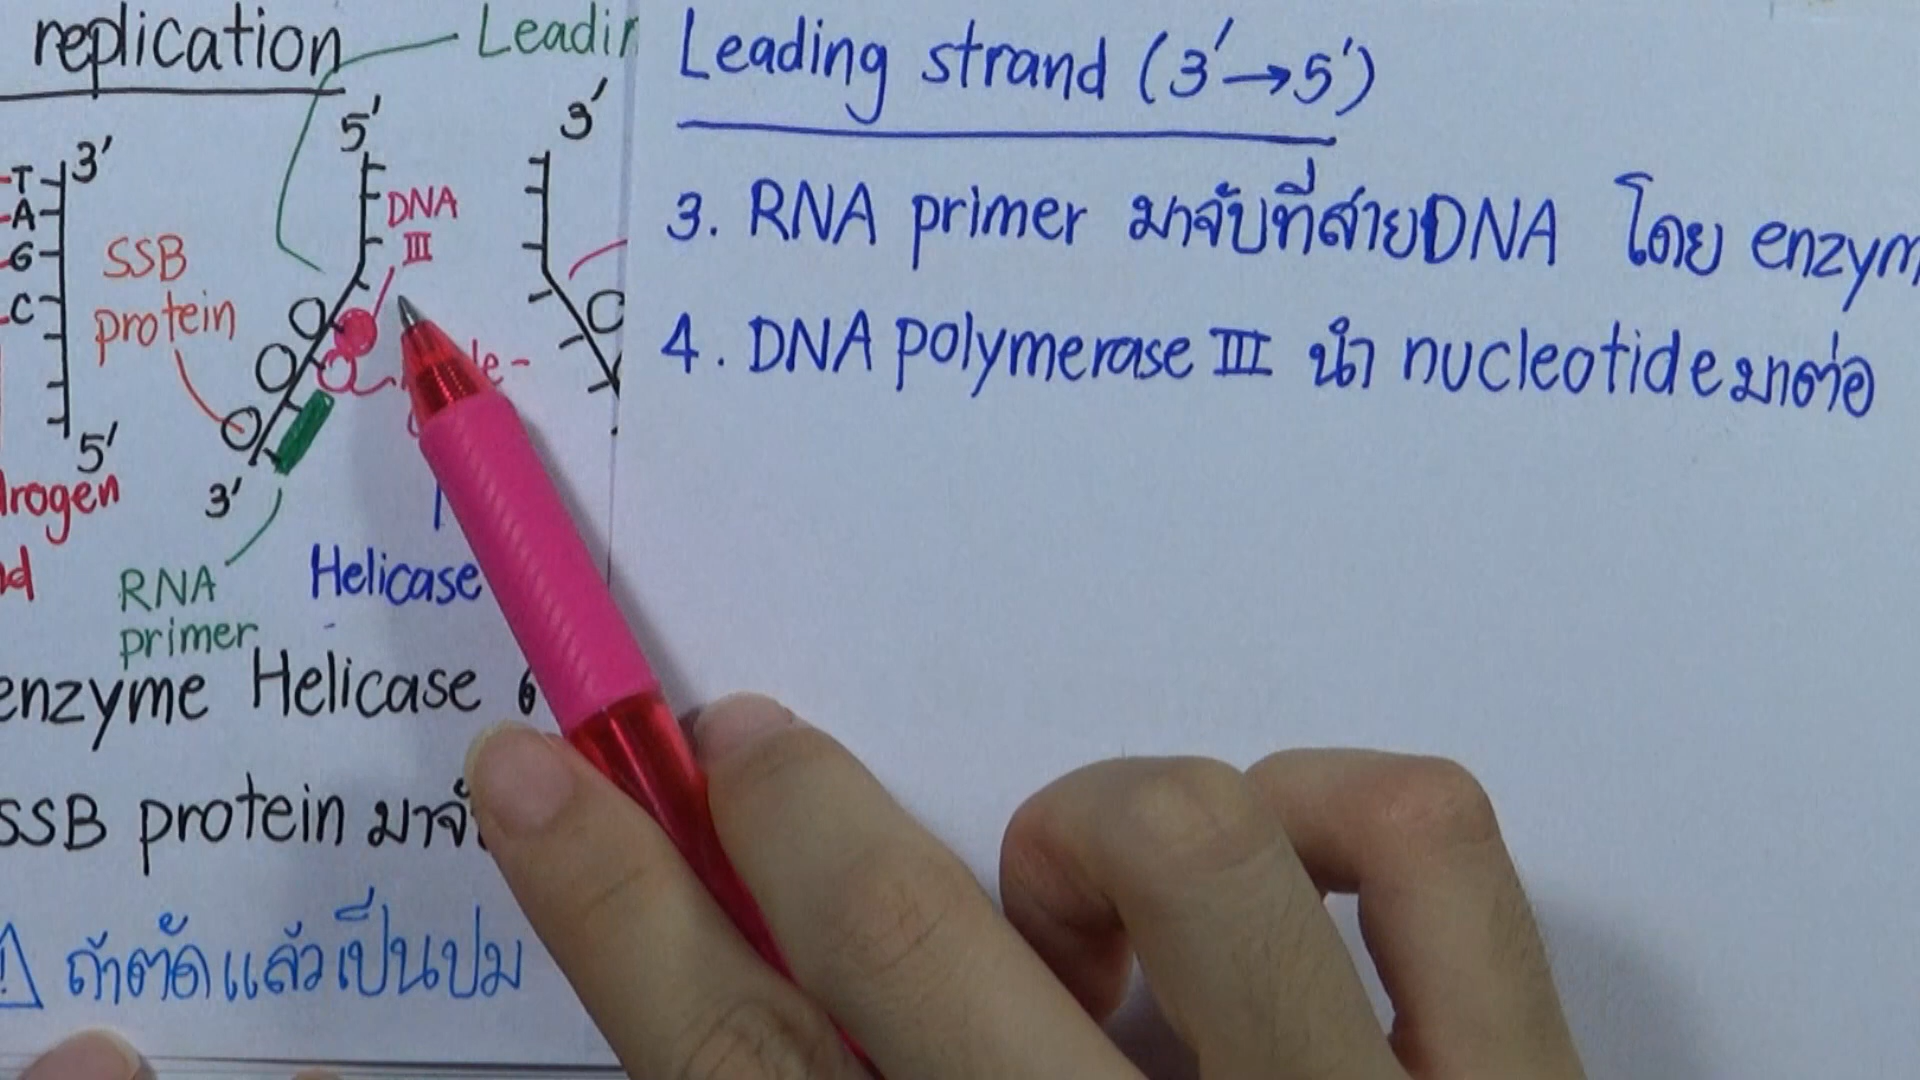 replication
Leadin
5'
3'
3'
T
A
G
C
5'
SSB
protein
DNA
III
3'
RNA
primer
Helicase
enzyme Helicase
SSB protein มาจับ
ถ้าตัดแล้วเป็นปม
Leading strand (3'→5')
3. RNA primer มาจับที่สายDNA โดย enzym
4. DNA polymerase III นำ nucleotide มาต่อ